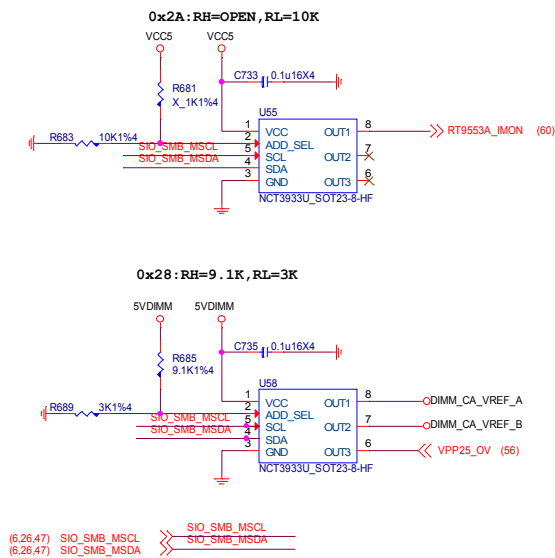 0x2A:RH=OPEN,RL=10K
VCC5
VCC5
C733
0.1u16X4
R681
X_1K1%4
U55
R683
10K1%4
1
VCC
OUT1
8
RT9553A_IMON
(60)
2
ADD_SEL
SIO_SMB_MSCL
5
SCL
OUT2
7
SIO_SMB_MSDA
4
SDA
3
GND
OUT3
6
NCT3933U_SOT23-8-HF
0x28:RH=9.1K,RL=3K
5VDIMM
5VDIMM
C735
0.1u16X4
R685
9.1K1%4
U58
R689
3K1%4
1
VCC
OUT1
8
DIMM_CA_VREF_A
2
ADD_SEL
SIO_SMB_MSCL
5
SCL
OUT2
7
DIMM_CA_VREF_B
SIO_SMB_MSDA
4
SDA
3
GND
OUT3
6
VPP25_OV
(56)
NCT3933U_SOT23-8-HF
(6,26,47)
SIO_SMB_MSCL
SIO_SMB_MSCL
(6,26,47)
SIO_SMB_MSDA
SIO_SMB_MSDA